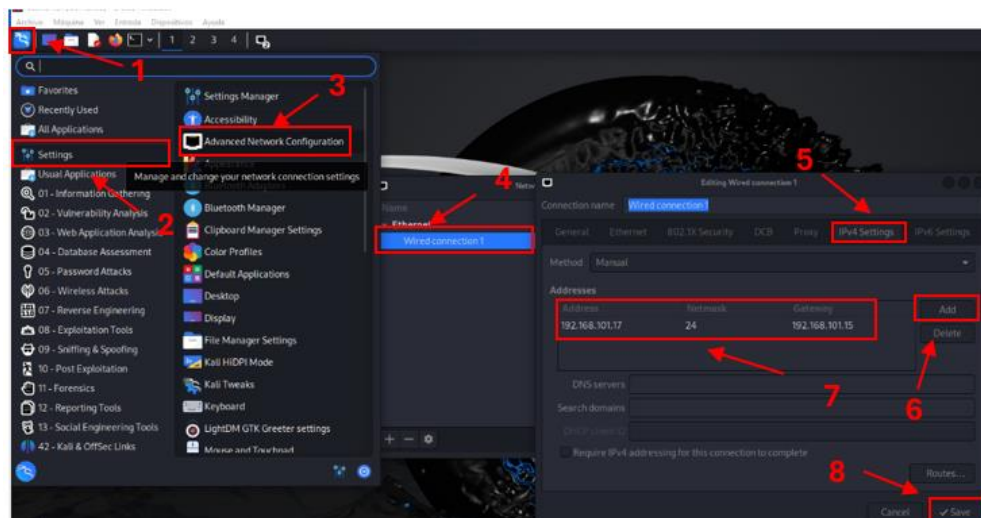 Archivo Máquina Ver Entrada Dispositivos Ayuda
1 2 3 4
1
Favorites
Recently Used
All Applications
Settings
Usual Applications
01 - Information Gathering
02 - Vulnerability Analysis
03 - Web Application Analysis
04 - Database Assessment
05 - Password Attacks
06 - Wireless Attacks
07 - Reverse Engineering
08 - Exploitation Tools
09 - Sniffing & Spoofing
10 - Post Exploitation
11 - Forensics
12 - Reporting Tools
13 - Social Engineering Tools
42 - Kali & OffSec Links
2
3
Settings Manager
Accessibility
Advanced Network Configuration
Manage and change your network connection settings
Bluetooth Manager
Clipboard Manager Settings
Color Profiles
Default Applications
Desktop
Display
File Manager Settings
Kali HiDPI Mode
Kali Tweaks
Keyboard
LightDM GTK Greeter settings
Mouse and Touchpad
4
Netw
Name
Ethernet
Wired connection 1
5
Editing Wired connection 1
Connection name Wired connection 1
General Ethernet 802.1X Security DCB Proxy IPv4 Settings IPv6 Settings
Method Manual
Addresses
Address Netmask Gateway
192.168.101.17 24 192.168.101.15
Add
Delete
7
6
DNS servers
Search domains
DHCP client ID
Require IPv4 addressing for this connection to complete
8
Routes...
Cancel Save